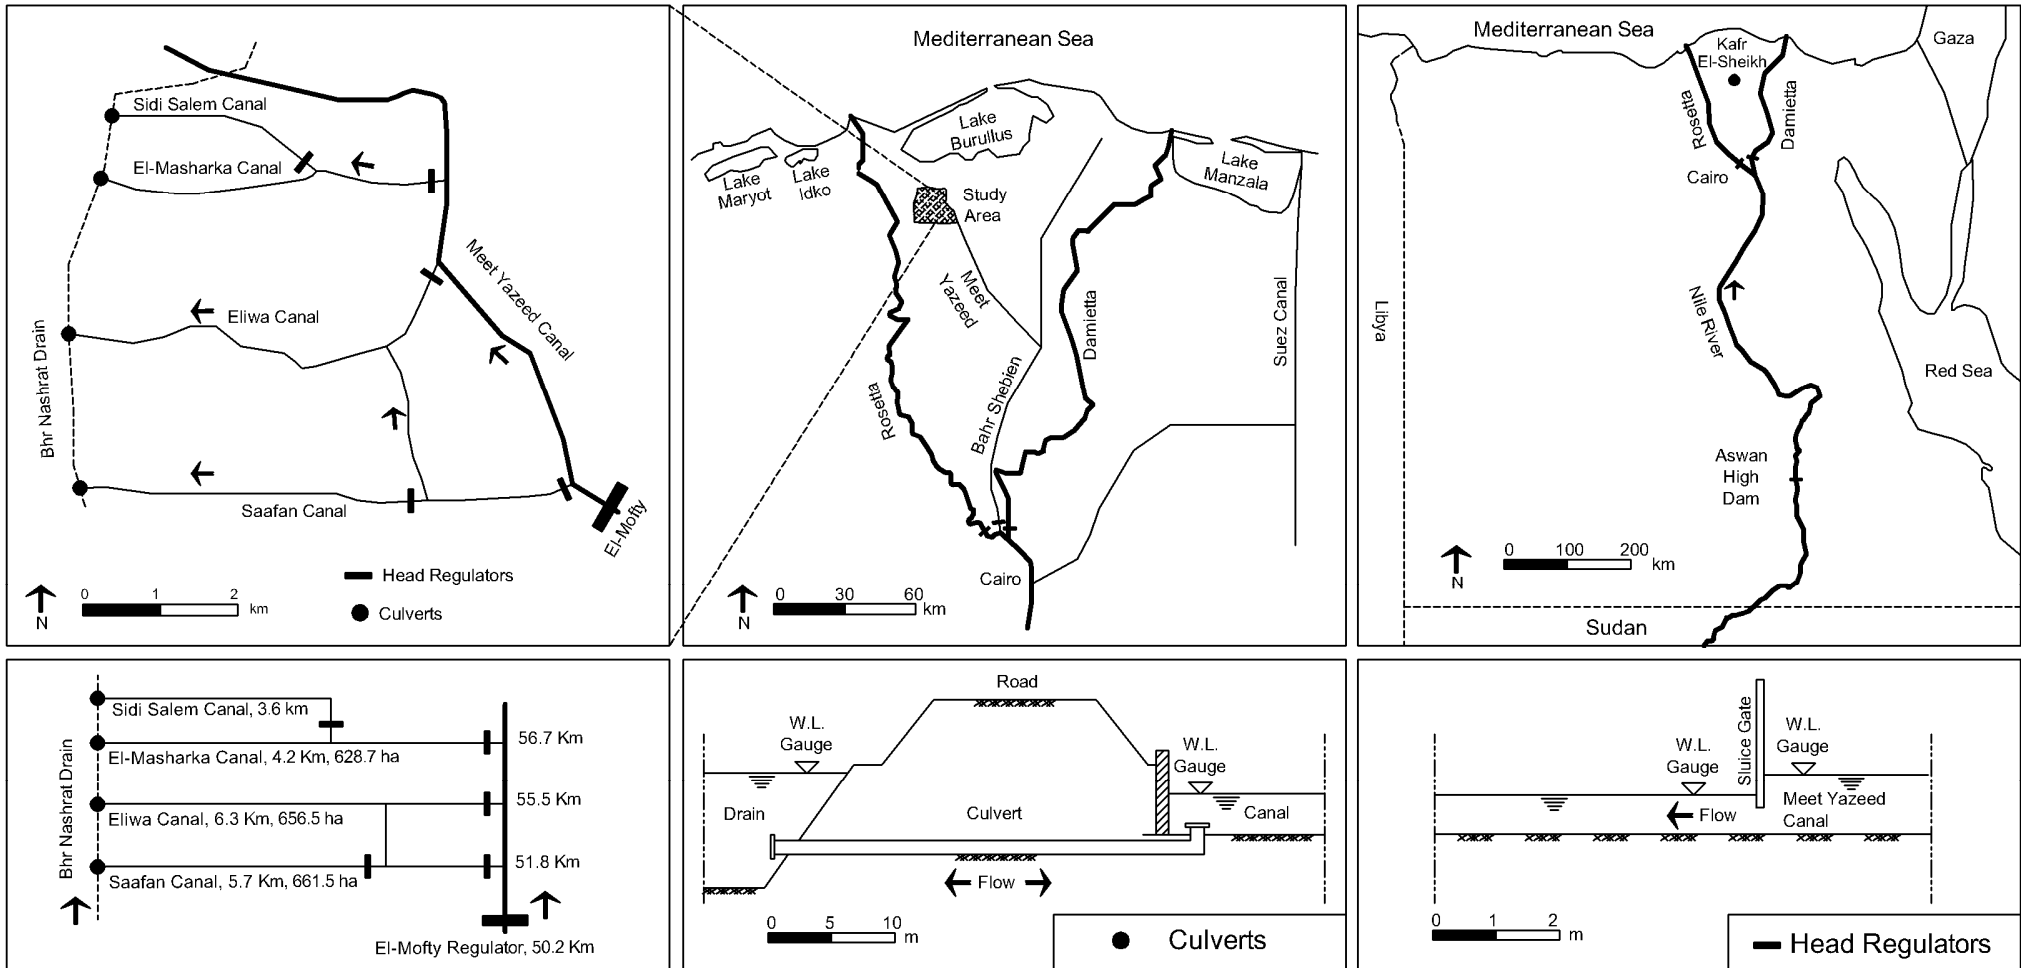 Sidi Salem Canal
El-Masharka Canal
Meet Yazeed Canal
Eliwa Canal
Bhr Nashrat Drain
Saafan Canal
El-Mofty
Head Regulators
Culverts
N
0 1 2
km
Mediterranean Sea
Lake
Burullus
Lake
Maryot
Lake
Idko
Lake
Manzala
Study
Area
Meet
Yazeed
Suez Canal
Damietta
Rosetta
Bahr Shebien
Cairo
N
0 30 60
km
Mediterranean Sea
Gaza
Kafr
El-Sheikh
Rosetta
Damietta
Cairo
Libya
Nile River
Red Sea
Aswan
High
Dam
N
0 100 200
km
Sudan
Bhr Nashrat Drain
Sidi Salem Canal, 3.6 km
56.7 Km
El-Masharka Canal, 4.2 Km, 628.7 ha
55.5 Km
Eliwa Canal, 6.3 Km, 656.5 ha
51.8 Km
Saafan Canal, 5.7 Km, 661.5 ha
El-Mofty Regulator, 50.2 Km
Road
W.L.
Gauge
W.L.
Gauge
Drain
Culvert
Canal
Flow
0 5 10
m
Culverts
Sluice Gate
W.L.
Gauge
W.L.
Gauge
Flow
Meet Yazeed
Canal
0 1 2
m
Head Regulators